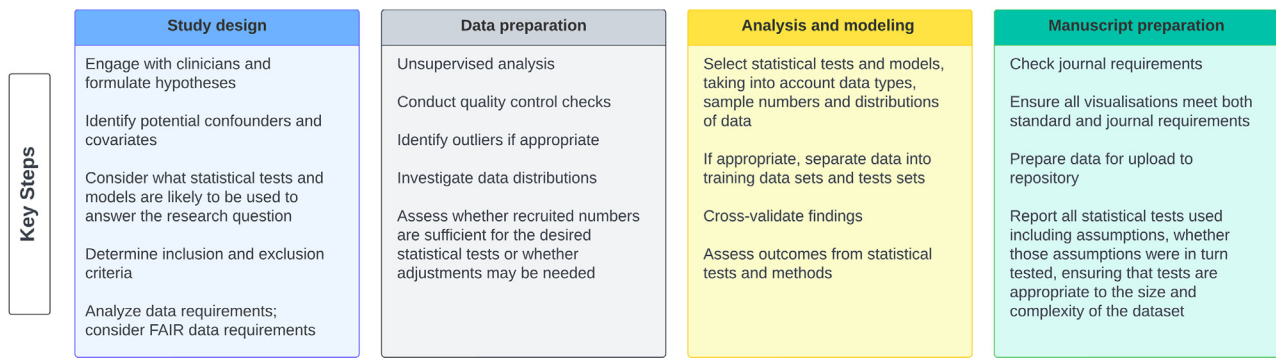 Key Steps
Study design
Engage with clinicians and
formulate hypotheses
Identify potential confounders and
covariates
Consider what statistical tests and
models are likely to be used to
answer the research question
Determine inclusion and exclusion
criteria
Analyze data requirements;
consider FAIR data requirements
Data preparation
Unsupervised analysis
Conduct quality control checks
Identify outliers if appropriate
Investigate data distributions
Assess whether recruited numbers
are sufficient for the desired
statistical tests or whether
adjustments may be needed
Analysis and modeling
Select statistical tests and models,
taking into account data types,
sample numbers and distributions
of data
If appropriate, separate data into
training data sets and tests sets
Cross-validate findings
Assess outcomes from statistical
tests and methods
Manuscript preparation
Check journal requirements
Ensure all visualisations meet both
standard and journal requirements
Prepare data for upload to
repository
Report all statistical tests used
including assumptions, whether
those assumptions were in turn
tested, ensuring that tests are
appropriate to the size and
complexity of the dataset